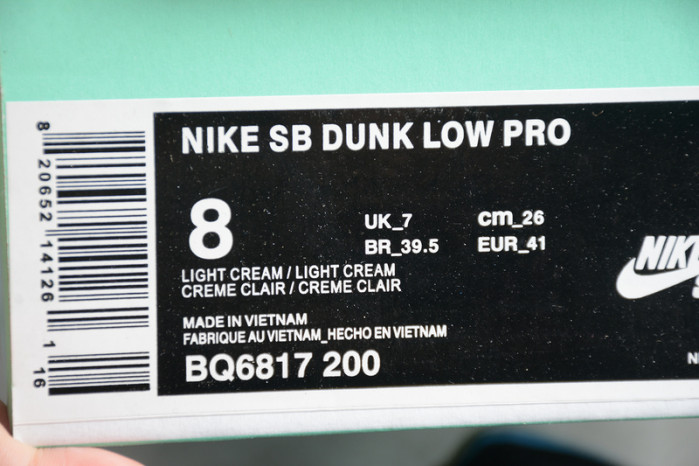 NIKE SB DUNK LOW PRO
8
UK_7 cm_26
BR_39.5 EUR_41
LIGHT CREAM / LIGHT CREAM
CREME CLAIR / CREME CLAIR
MADE IN VIETNAM
FABRIQUE AU VIETNAM_HECHO EN VIETNAM
BQ6817 200
8 20652 14126 1 16
NIKE